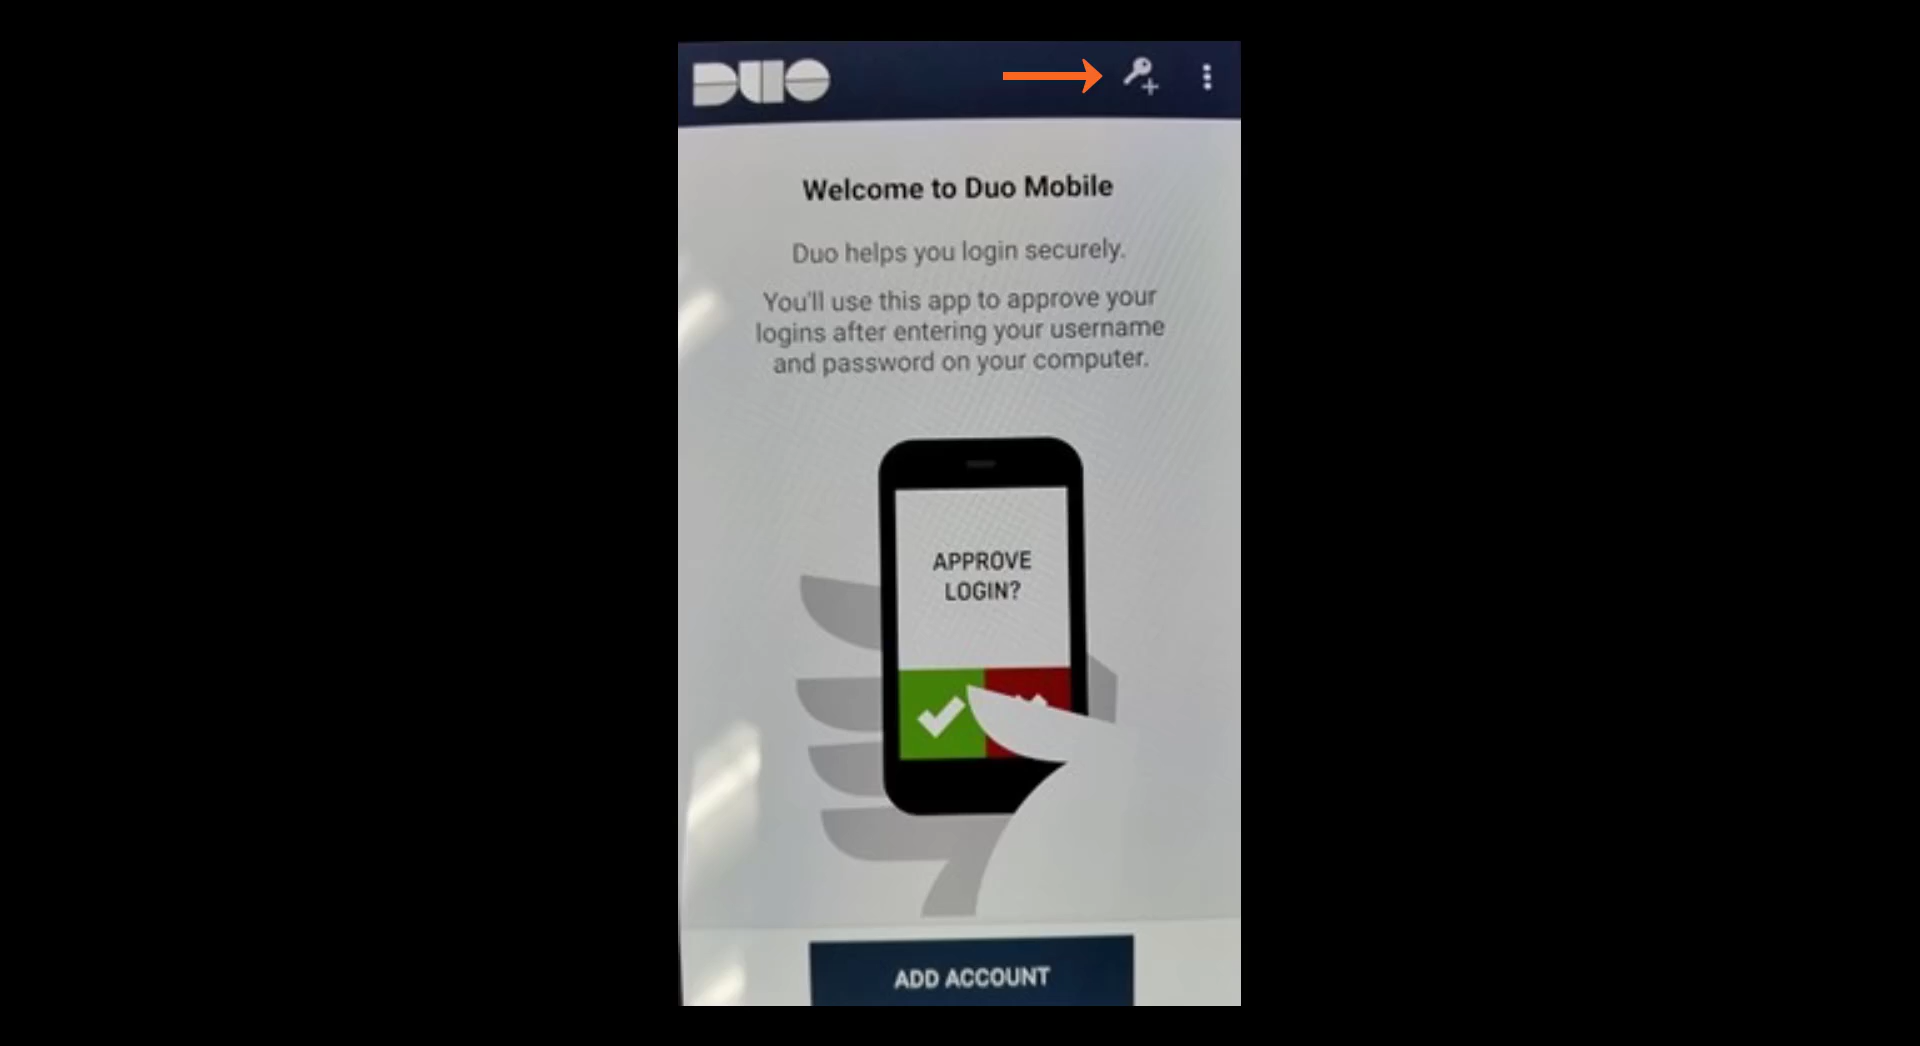 DUO
Welcome to Duo Mobile
Duo helps you login securely.
You'll use this app to approve your
logins after entering your username
and password on your computer.
APPROVE
LOGIN?
ADD ACCOUNT